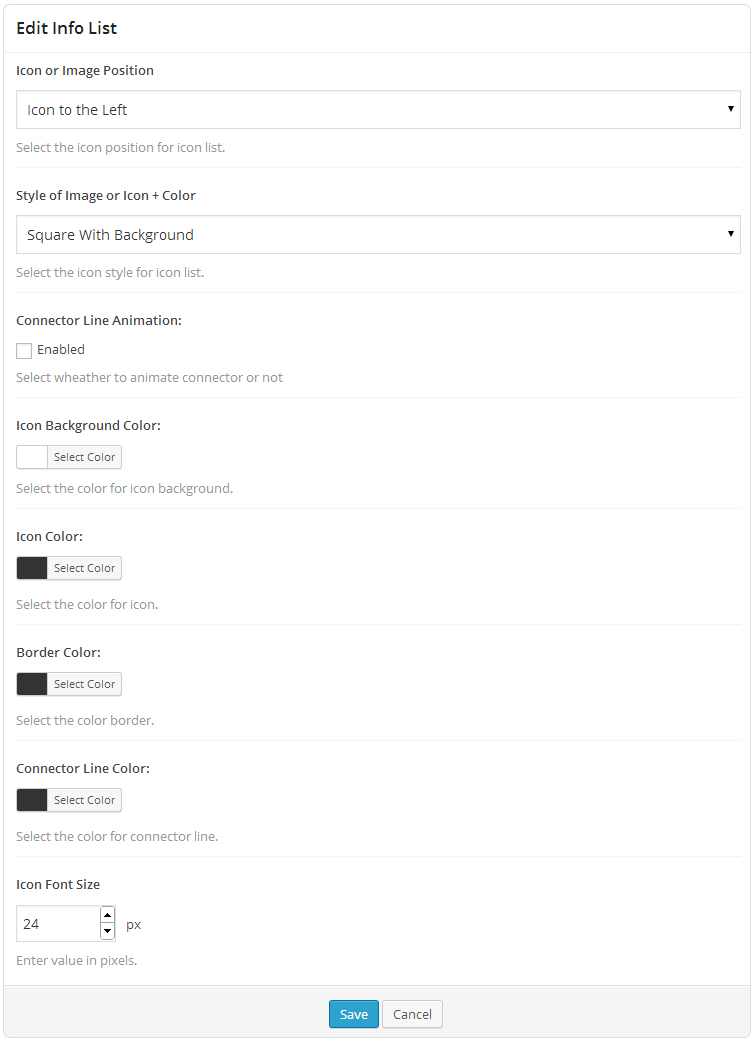 Edit Info List
Icon or Image Position
Icon to the Left
Select the icon position for icon list.
Style of Image or Icon + Color
Square With Background
Select the icon style for icon list.
Connector Line Animation:
Enabled
Select wheather to animate connector or not
Icon Background Color:
Select Color
Select the color for icon background.
Icon Color:
Select Color
Select the color for icon.
Border Color:
Select Color
Select the color border.
Connector Line Color:
Select Color
Select the color for connector line.
Icon Font Size
24 px
Enter value in pixels.
Save Cancel